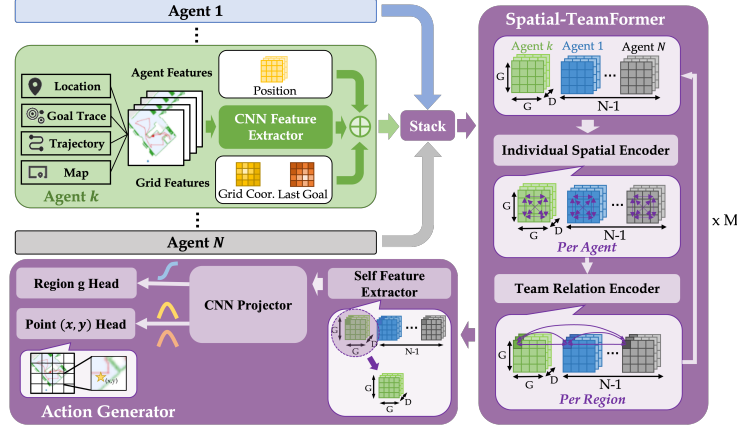 Agent 1
...
Location
Goal Trace
Trajectory
Map
Agent k
Agent Features
Grid Features
Position
CNN Feature
Extractor
Grid Coor. Last Goal
Stack
...
Agent N
Spatial-TeamFormer
Agent k
Agent 1
Agent N
G
G
D
...
N-1
Individual Spatial Encoder
G
G
D
...
N-1
Per Agent
Team Relation Encoder
G
G
D
...
N-1
Per Region
x M
Region g Head
Point (x, y) Head
CNN Projector
Self Feature
Extractor
G
G
D
...
N-1
G
G
D
(x,y)
Action Generator